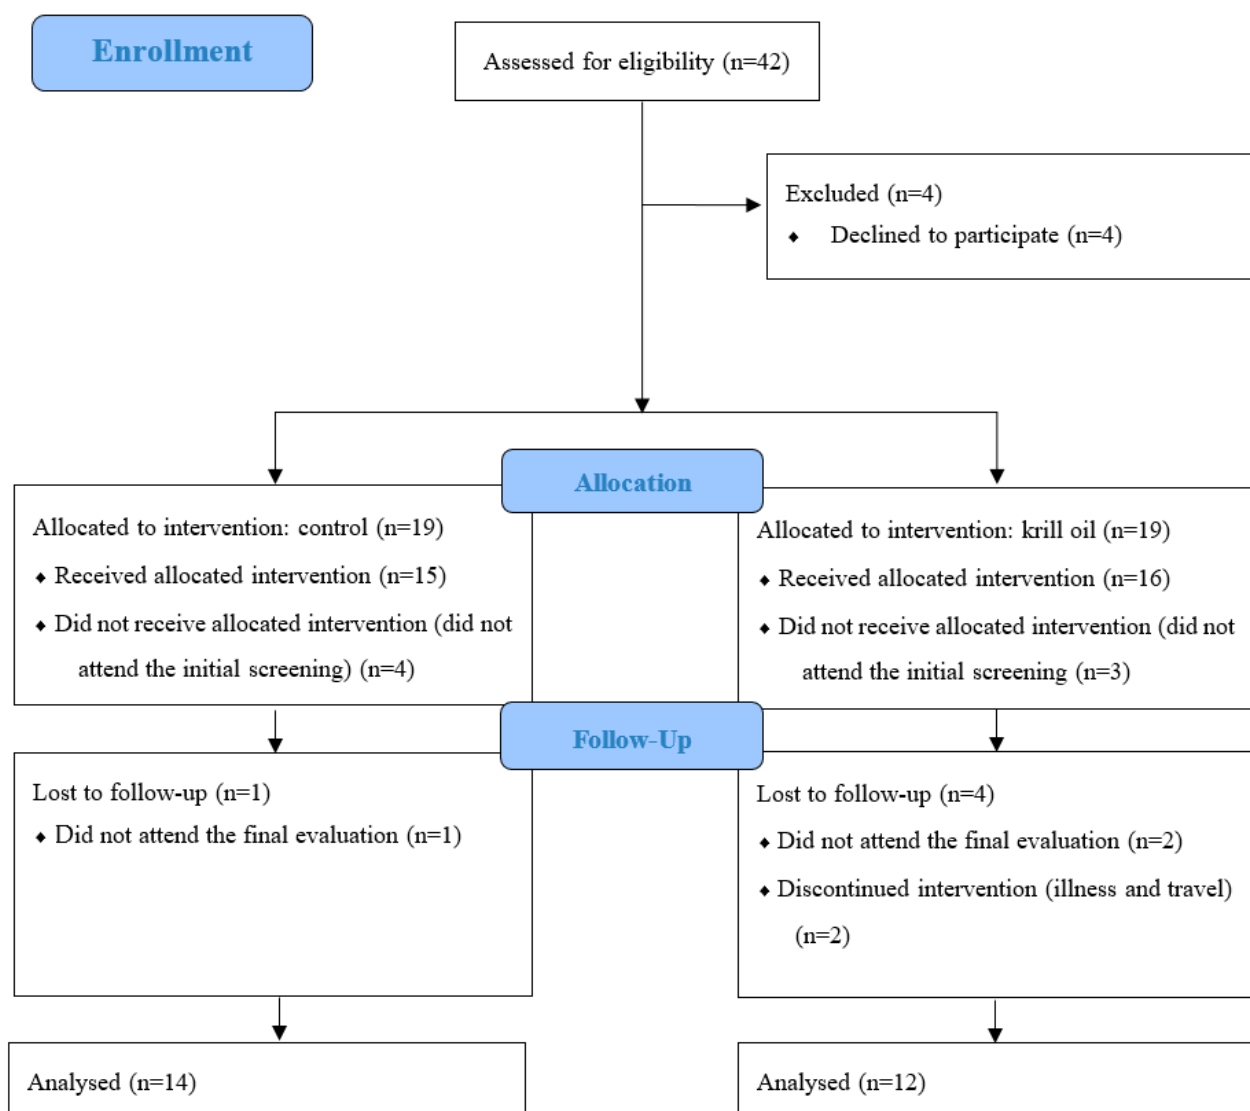 Enrollment
Assessed for eligibility (n=42)
Excluded (n=4)
⬥ Declined to participate (n=4)
Allocation
Allocated to intervention: control (n=19)
⬥ Received allocated intervention (n=15)
⬥ Did not receive allocated intervention (did not
attend the initial screening) (n=4)
Allocated to intervention: krill oil (n=19)
⬥ Received allocated intervention (n=16)
⬥ Did not receive allocated intervention (did not
attend the initial screening (n=3)
Follow-Up
Lost to follow-up (n=1)
⬥ Did not attend the final evaluation (n=1)
Lost to follow-up (n=4)
⬥ Did not attend the final evaluation (n=2)
⬥ Discontinued intervention (illness and travel)
(n=2)
Analysed (n=14)
Analysed (n=12)